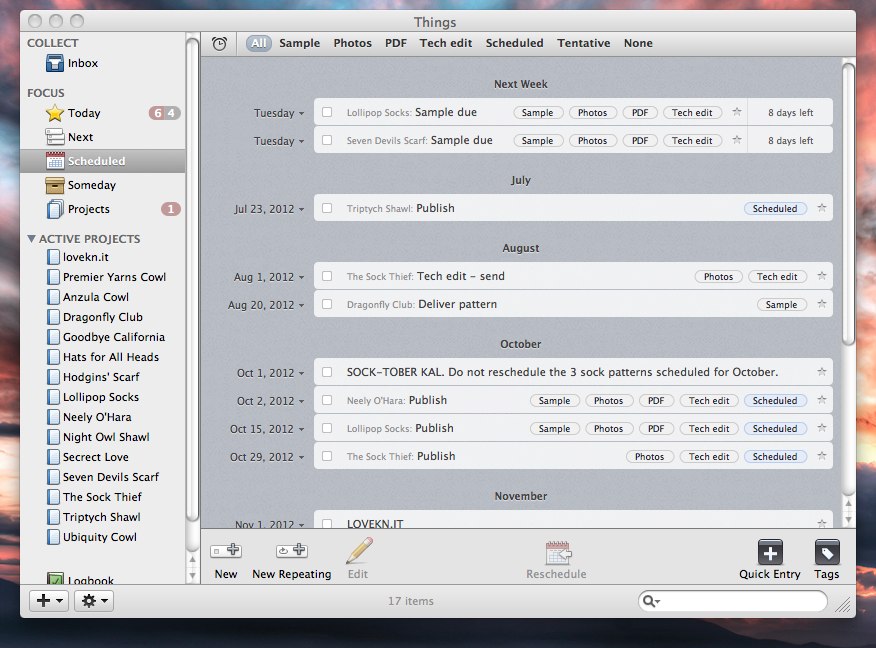 Things
COLLECT
Inbox
FOCUS
Today 6 4
Next
Scheduled
Someday
Projects 1
ACTIVE PROJECTS
lovekn.it
Premier Yarns Cowl
Anzula Cowl
Dragonfly Club
Goodbye California
Hats for All Heads
Hodgins' Scarf
Lollipop Socks
Neely O'Hara
Night Owl Shawl
Secrect Love
Seven Devils Scarf
The Sock Thief
Triptych Shawl
Ubiquity Cowl
Logbook
All Sample Photos PDF Tech edit Scheduled Tentative None
Next Week
Tuesday Lollipop Socks: Sample due Sample Photos PDF Tech edit 8 days left
Tuesday Seven Devils Scarf: Sample due Sample Photos PDF Tech edit 8 days left
July
Jul 23, 2012 Triptych Shawl: Publish Scheduled
August
Aug 1, 2012 The Sock Thief: Tech edit - send Photos Tech edit
Aug 20, 2012 Dragonfly Club: Deliver pattern Sample
October
Oct 1, 2012 SOCK-TOBER KAL. Do not reschedule the 3 sock patterns scheduled for October.
Oct 2, 2012 Neely O'Hara: Publish Sample Photos PDF Tech edit Scheduled
Oct 15, 2012 Lollipop Socks: Publish Sample Photos PDF Tech edit Scheduled
Oct 29, 2012 The Sock Thief: Publish Photos Tech edit Scheduled
November
Nov 1, 2012 LOVEKN.IT
New New Repeating Edit Reschedule Quick Entry Tags
17 items